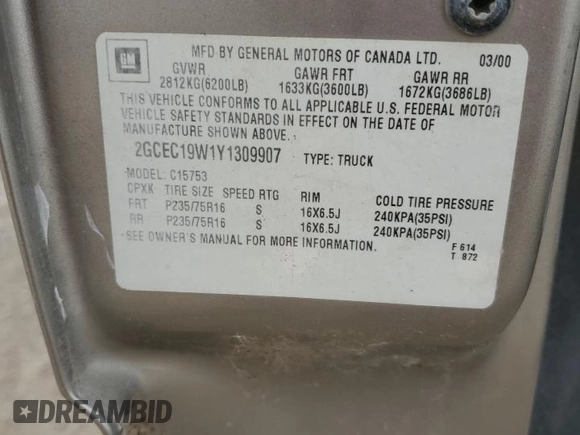 GM
MFD BY GENERAL MOTORS OF CANADA LTD. 03/00
GVWR GAWR FRT GAWR RR
2812KG(6200LB) 1633KG(3600LB) 1672KG(3686LB)
THIS VEHICLE CONFORMS TO ALL APPLICABLE U.S. FEDERAL MOTOR
VEHICLE SAFETY STANDARDS IN EFFECT ON THE DATE OF
MANUFACTURE SHOWN ABOVE.
2GCEC19W1Y1309907 TYPE: TRUCK
MODEL: C15753
CPXK TIRE SIZE SPEED RTG RIM COLD TIRE PRESSURE
FRT P235/75R16 S 16X6.5J 240KPA(35PSI)
RR P235/75R16 S 16X6.5J 240KPA(35PSI)
SEE OWNER'S MANUAL FOR MORE INFORMATION.
F 614
T 872
DREAMBID